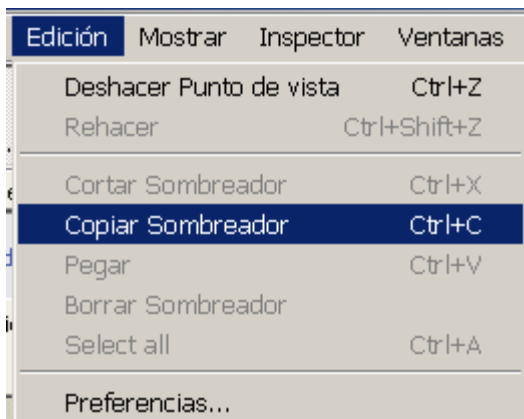 Edición Mostrar Inspector Ventanas
Deshacer Punto de vista Ctrl+Z
Rehacer Ctrl+Shift+Z
Cortar Sombreador Ctrl+X
Copiar Sombreador Ctrl+C
Pegar Ctrl+V
Borrar Sombreador
Select all Ctrl+A
Preferencias...